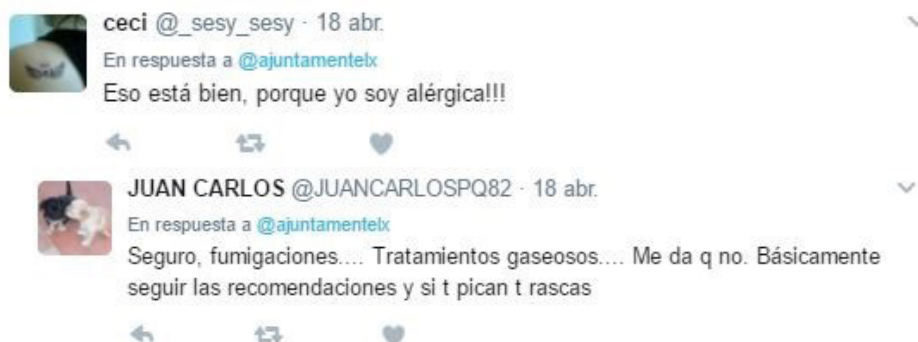 ceci @_sesy_sesy · 18 abr.
En respuesta a @ajuntamentelx
Eso está bien, porque yo soy alérgica!!!
JUAN CARLOS @JUANCARLOSPQ82 · 18 abr.
En respuesta a @ajuntamentelx
Seguro, fumigaciones.... Tratamientos gaseosos.... Me da q no. Básicamente
seguir las recomendaciones y si t pican t rascas